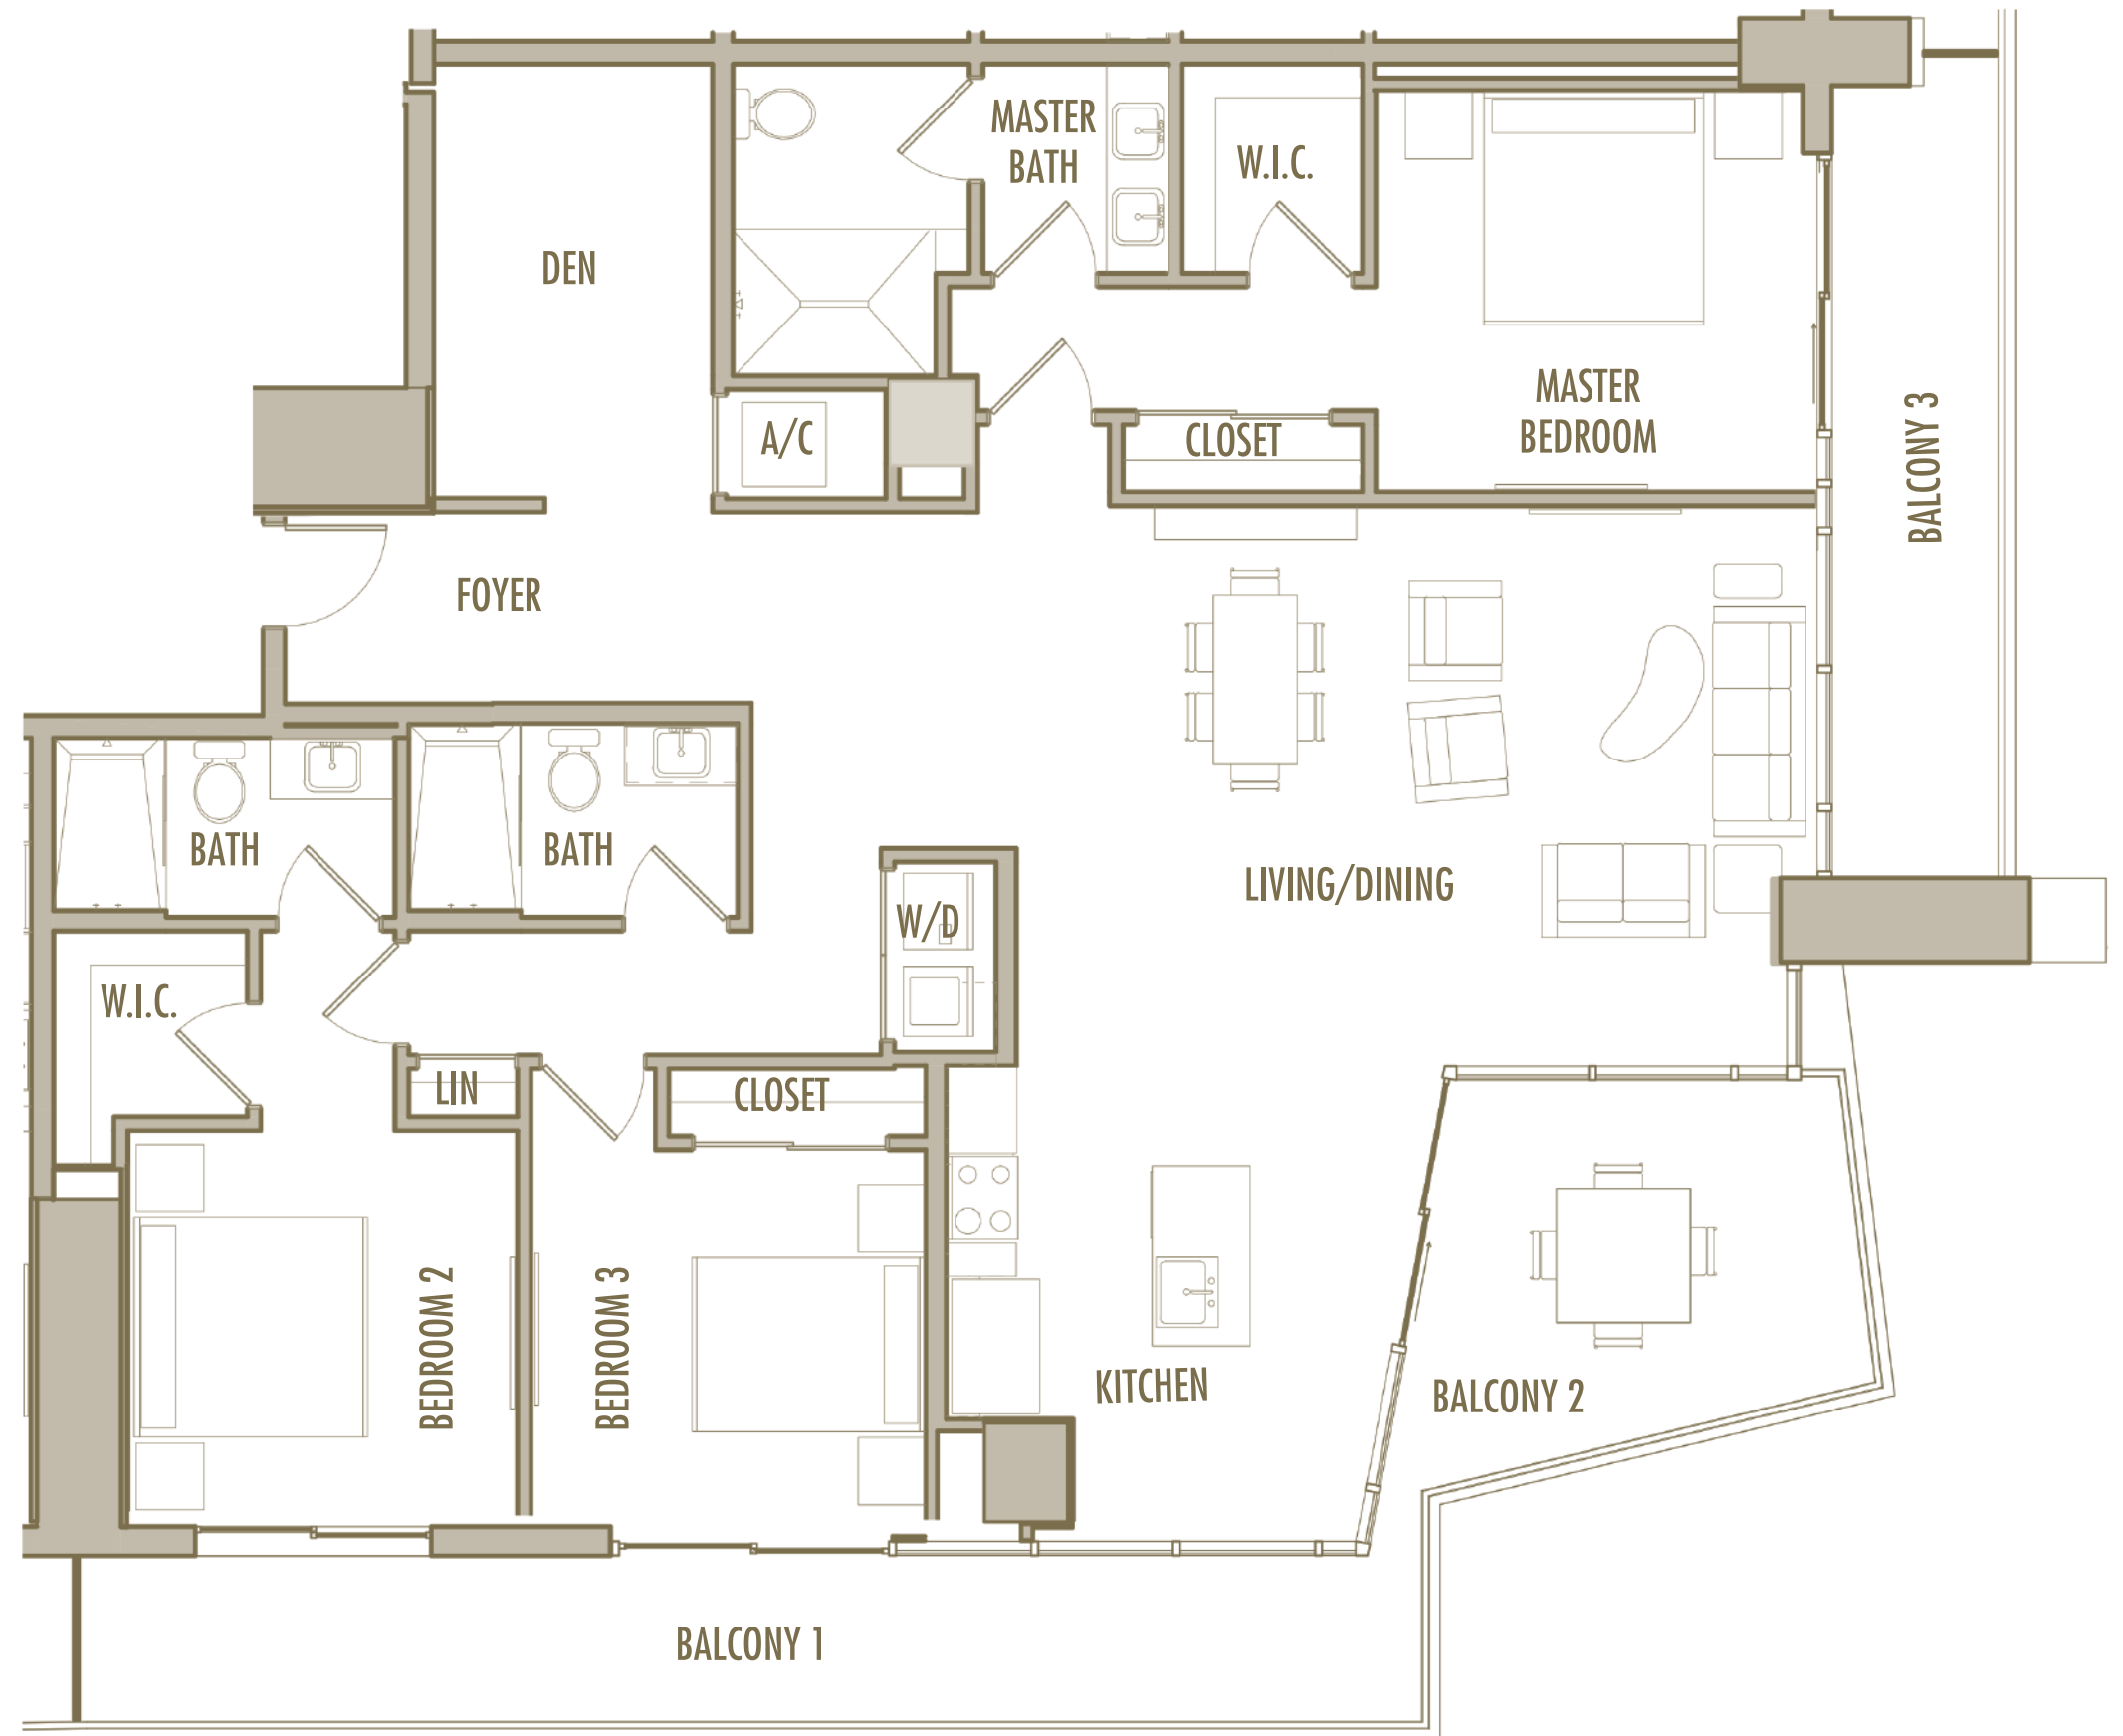 MASTER
BATH
W.I.C.
DEN
MASTER
BEDROOM
BALCONY 3
A/C
CLOSET
FOYER
BATH
BATH
LIVING/DINING
W/D
W.I.C.
LIN
CLOSET
BEDROOM 2
BEDROOM 3
KITCHEN
BALCONY 2
BALCONY 1